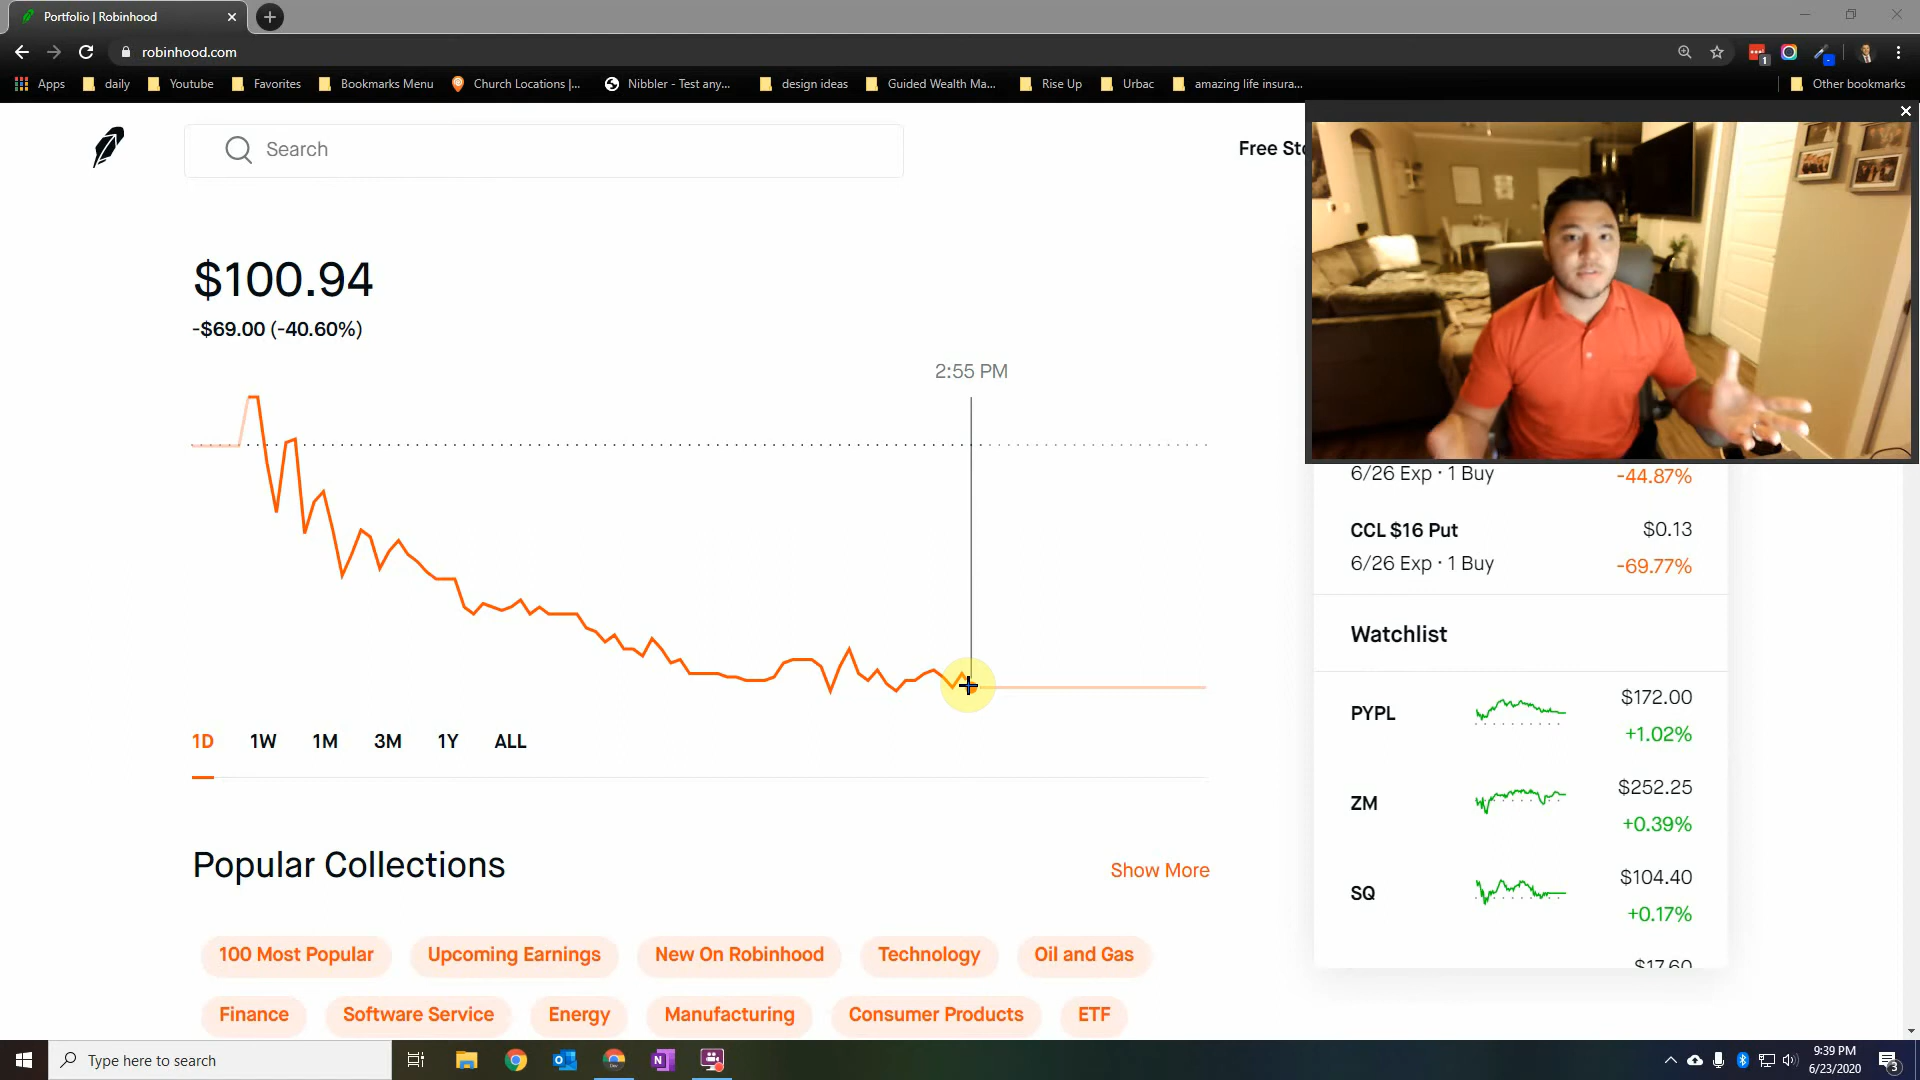 Portfolio | Robinhood
robinhood.com
1
Apps
daily
Youtube
Favorites
Bookmarks Menu
Church Locations |...
Nibbler - Test any...
design ideas
Guided Wealth Ma...
Rise Up
Urbac
amazing life insura...
Other bookmarks
Search
Free Sto
$100.94
-$69.00 (-40.60%)
2:55 PM
1D
1W
1M
3M
1Y
ALL
Popular Collections
Show More
100 Most Popular
Upcoming Earnings
New On Robinhood
Technology
Oil and Gas
Finance
Software Service
Energy
Manufacturing
Consumer Products
ETF
6/26 Exp · 1 Buy
-44.87%
CCL $16 Put
$0.13
6/26 Exp · 1 Buy
-69.77%
Watchlist
PYPL
$172.00
+1.02%
ZM
$252.25
+0.39%
SQ
$104.40
+0.17%
$17.60
Type here to search
9:39 PM
6/23/2020
3